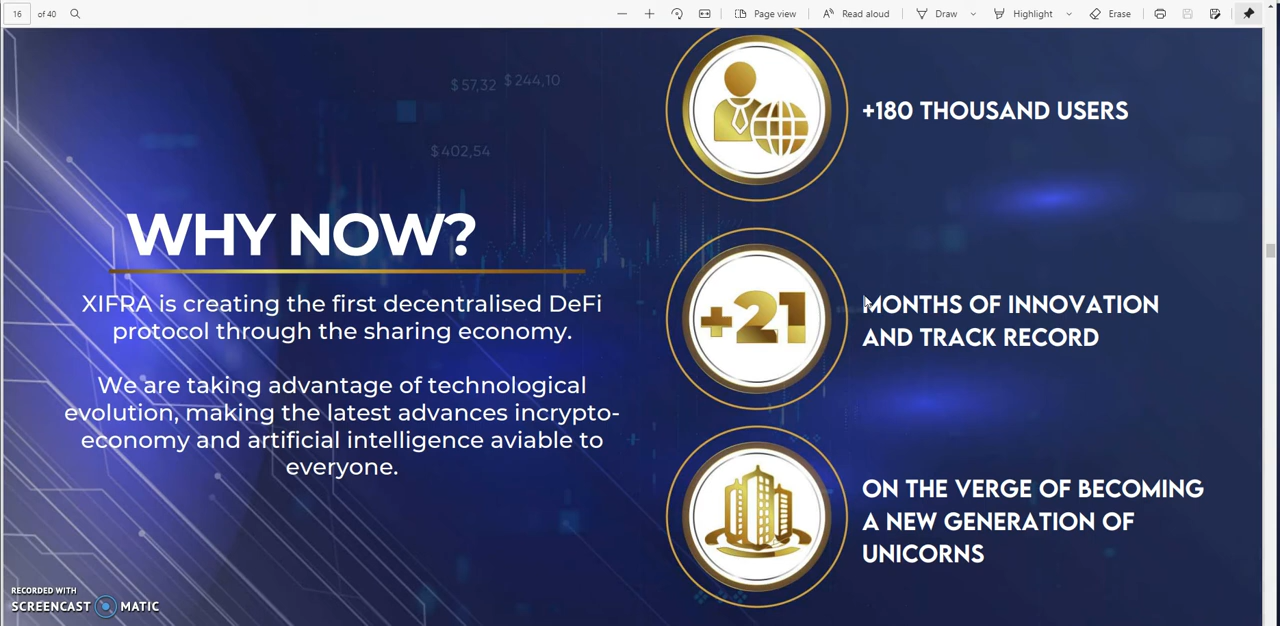 16 of 40 Page view Read aloud Draw Highlight Erase
$57,32 $244,10
$402,54
WHY NOW?
XIFRA is creating the first decentralised DeFi
protocol through the sharing economy.
We are taking advantage of technological
evolution, making the latest advances incrypto-
economy and artificial intelligence aviable to
everyone.
+180 THOUSAND USERS
+21
MONTHS OF INNOVATION
AND TRACK RECORD
ON THE VERGE OF BECOMING
A NEW GENERATION OF
UNICORNS
RECORDED WITH
SCREENCAST MATIC